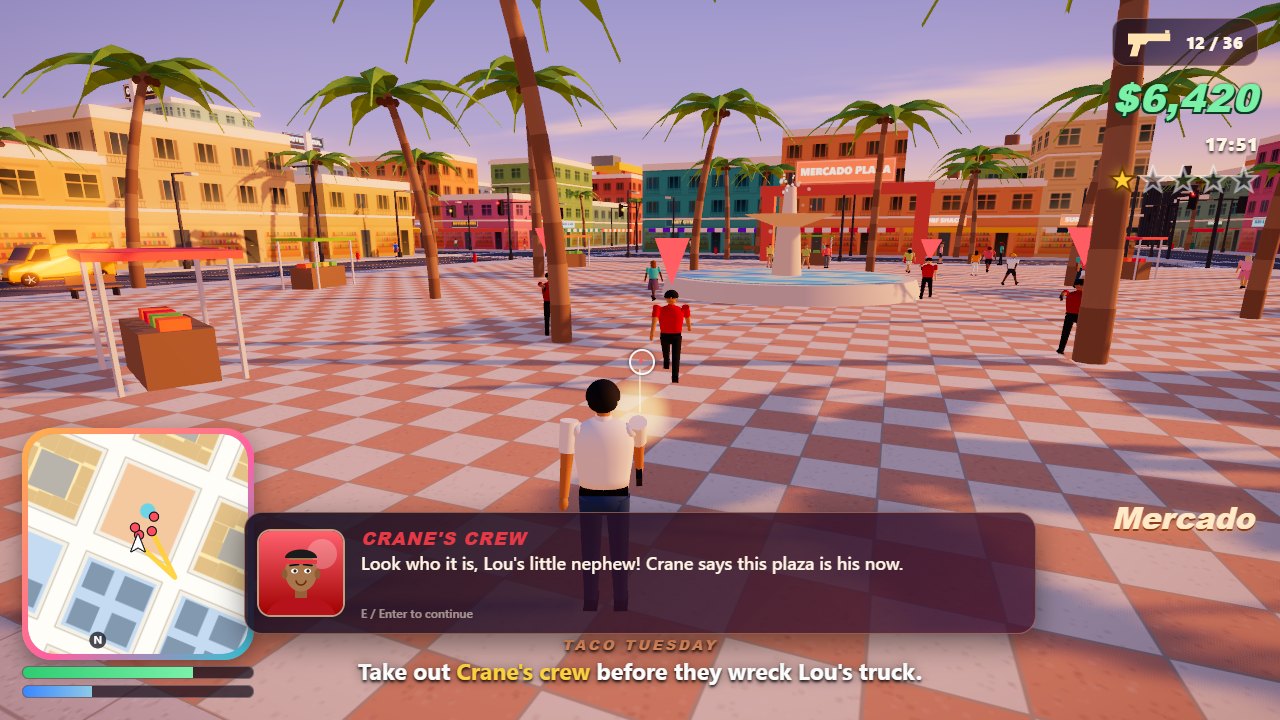 12 / 36
$6,420
17:51
MERCADO PLAZA
Mercado
CRANE'S CREW
Look who it is, Lou's little nephew! Crane says this plaza is his now.
E / Enter to continue
N
TACO TUESDAY
Take out Crane's crew before they wreck Lou's truck.